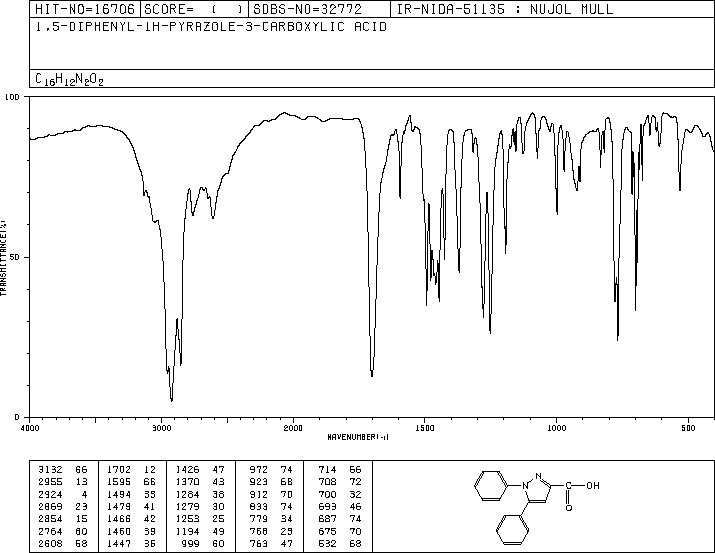 HIT-NO=16706 SCORE= ( ) SDBS-NO=32772 IR-NIDA-51135 : NUJOL MULL
1,5-DIPHENYL-1H-PYRAZOLE-3-CARBOXYLIC ACID
C16H12N2O2
100
50
0
TRANSMITTANCE(%)
4000 3000 2000 1500 1000 500
WAVENUMBER(-1)
3132 66 1702 12 1426 47 972 74 714 66
2955 13 1595 66 1370 43 923 68 708 72
2924 4 1494 35 1284 38 912 70 700 32
2869 23 1479 41 1279 30 833 74 693 46
2854 15 1466 42 1253 25 779 34 687 74
2764 60 1460 39 1194 49 768 23 675 70
2608 68 1447 36 999 60 763 47 532 68
N
N
C
OH
O